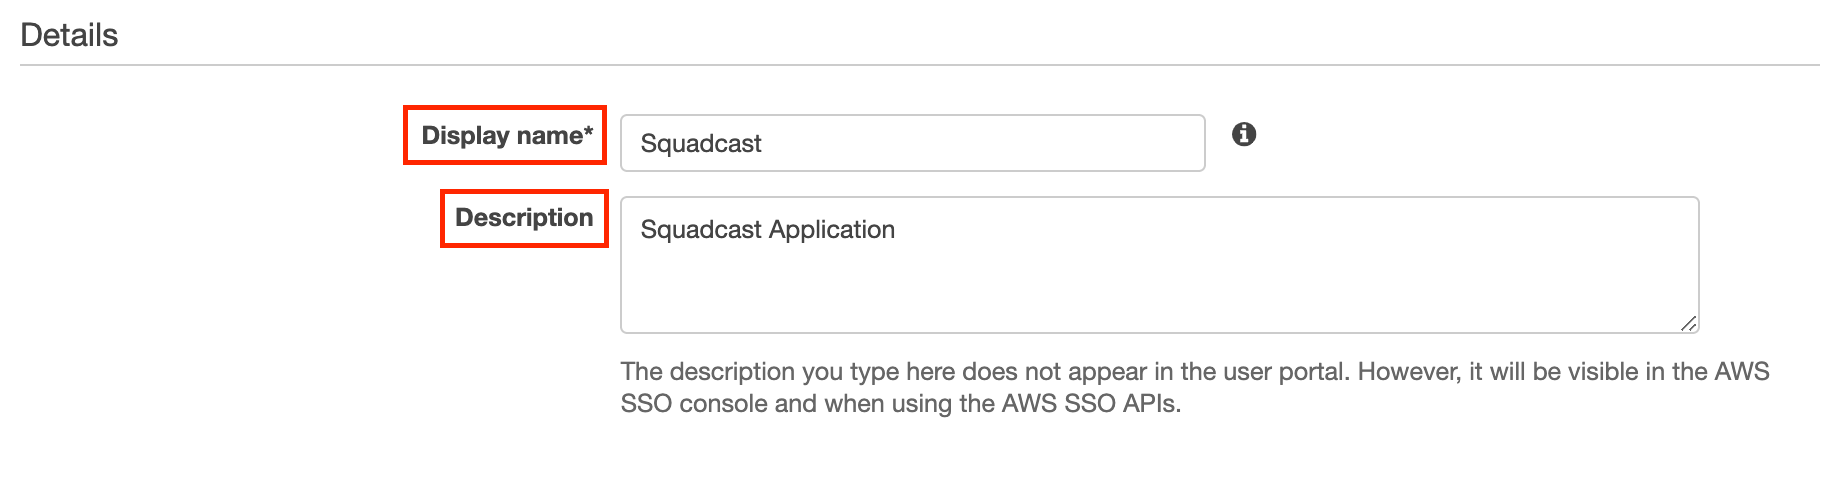 Details
Display name*
Squadcast
Description
Squadcast Application
The description you type here does not appear in the user portal. However, it will be visible in the AWS
SSO console and when using the AWS SSO APIs.